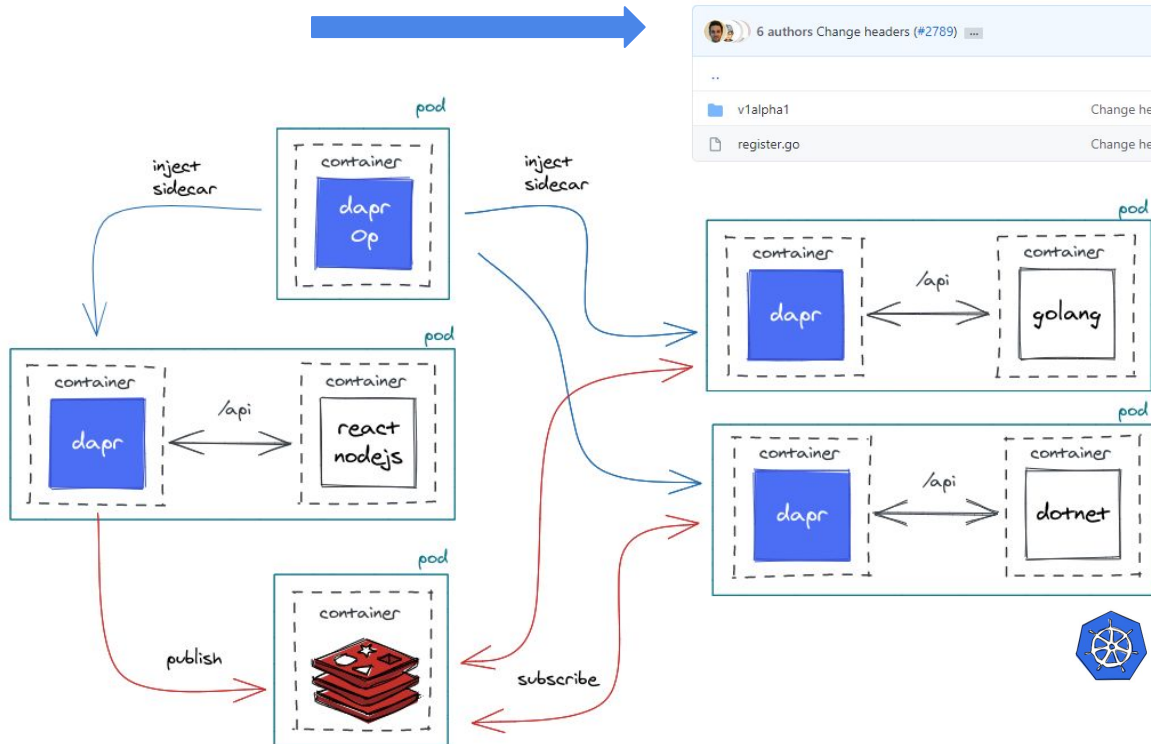 6 authors Change headers (#2789) ...
..
v1alpha1
Change he
register.go
Change he
pod
container
dapr
Op
inject
sidecar
inject
sidecar
pod
container
dapr
/api
container
golang
pod
container
dapr
/api
container
react
nodejs
pod
container
dapr
/api
container
dotnet
pod
container
publish
subscribe